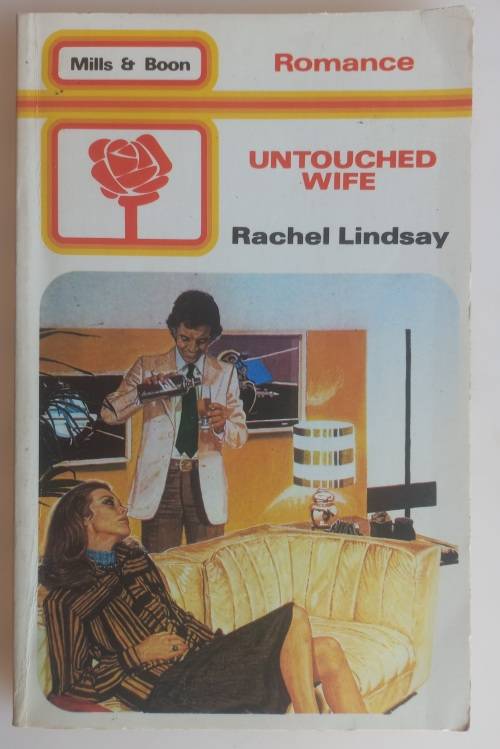 Mills & Boon
Romance
UNTOUCHED
WIFE
Rachel Lindsay